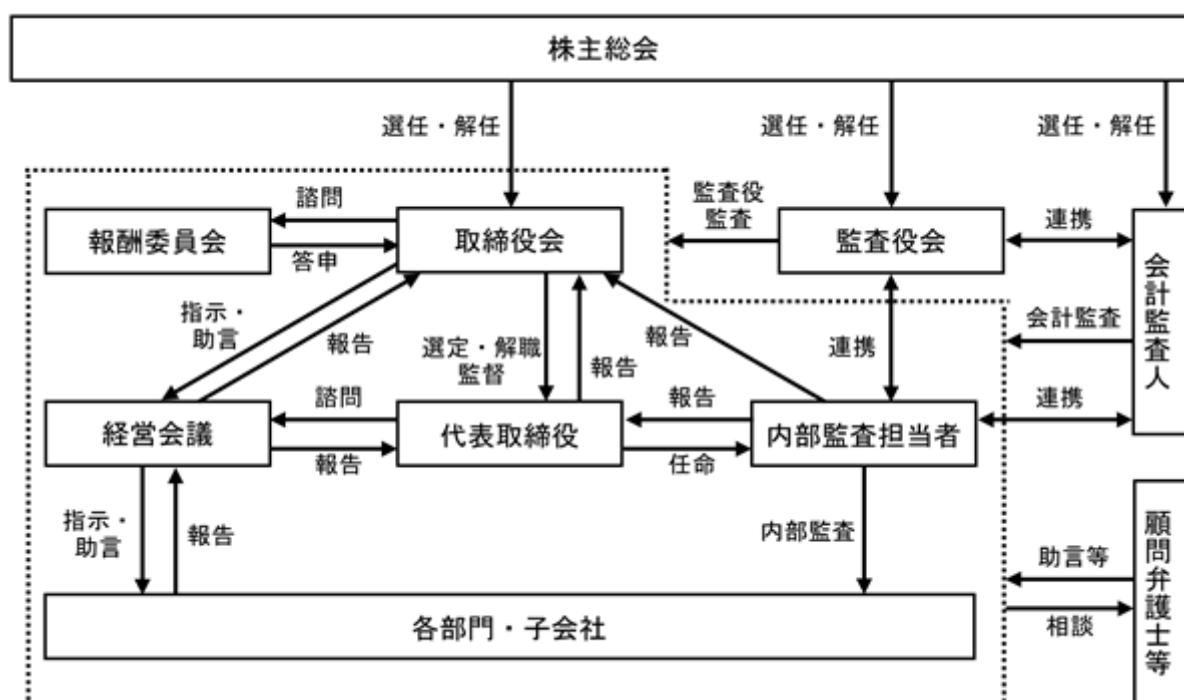 株主総会
選任・解任
選任・解任
選任・解任
諮問
監査役
監査
報酬委員会
取締役会
監査役会
連携
答申
会計監査人
指示・
助言
報告
選定・解職
監督
報告
報告
連携
会計監査
諮問
報告
連携
経営会議
代表取締役
内部監査担当者
報告
任命
指示・
助言
報告
内部監査
顧問弁護士等
助言等
相談
各部門・子会社